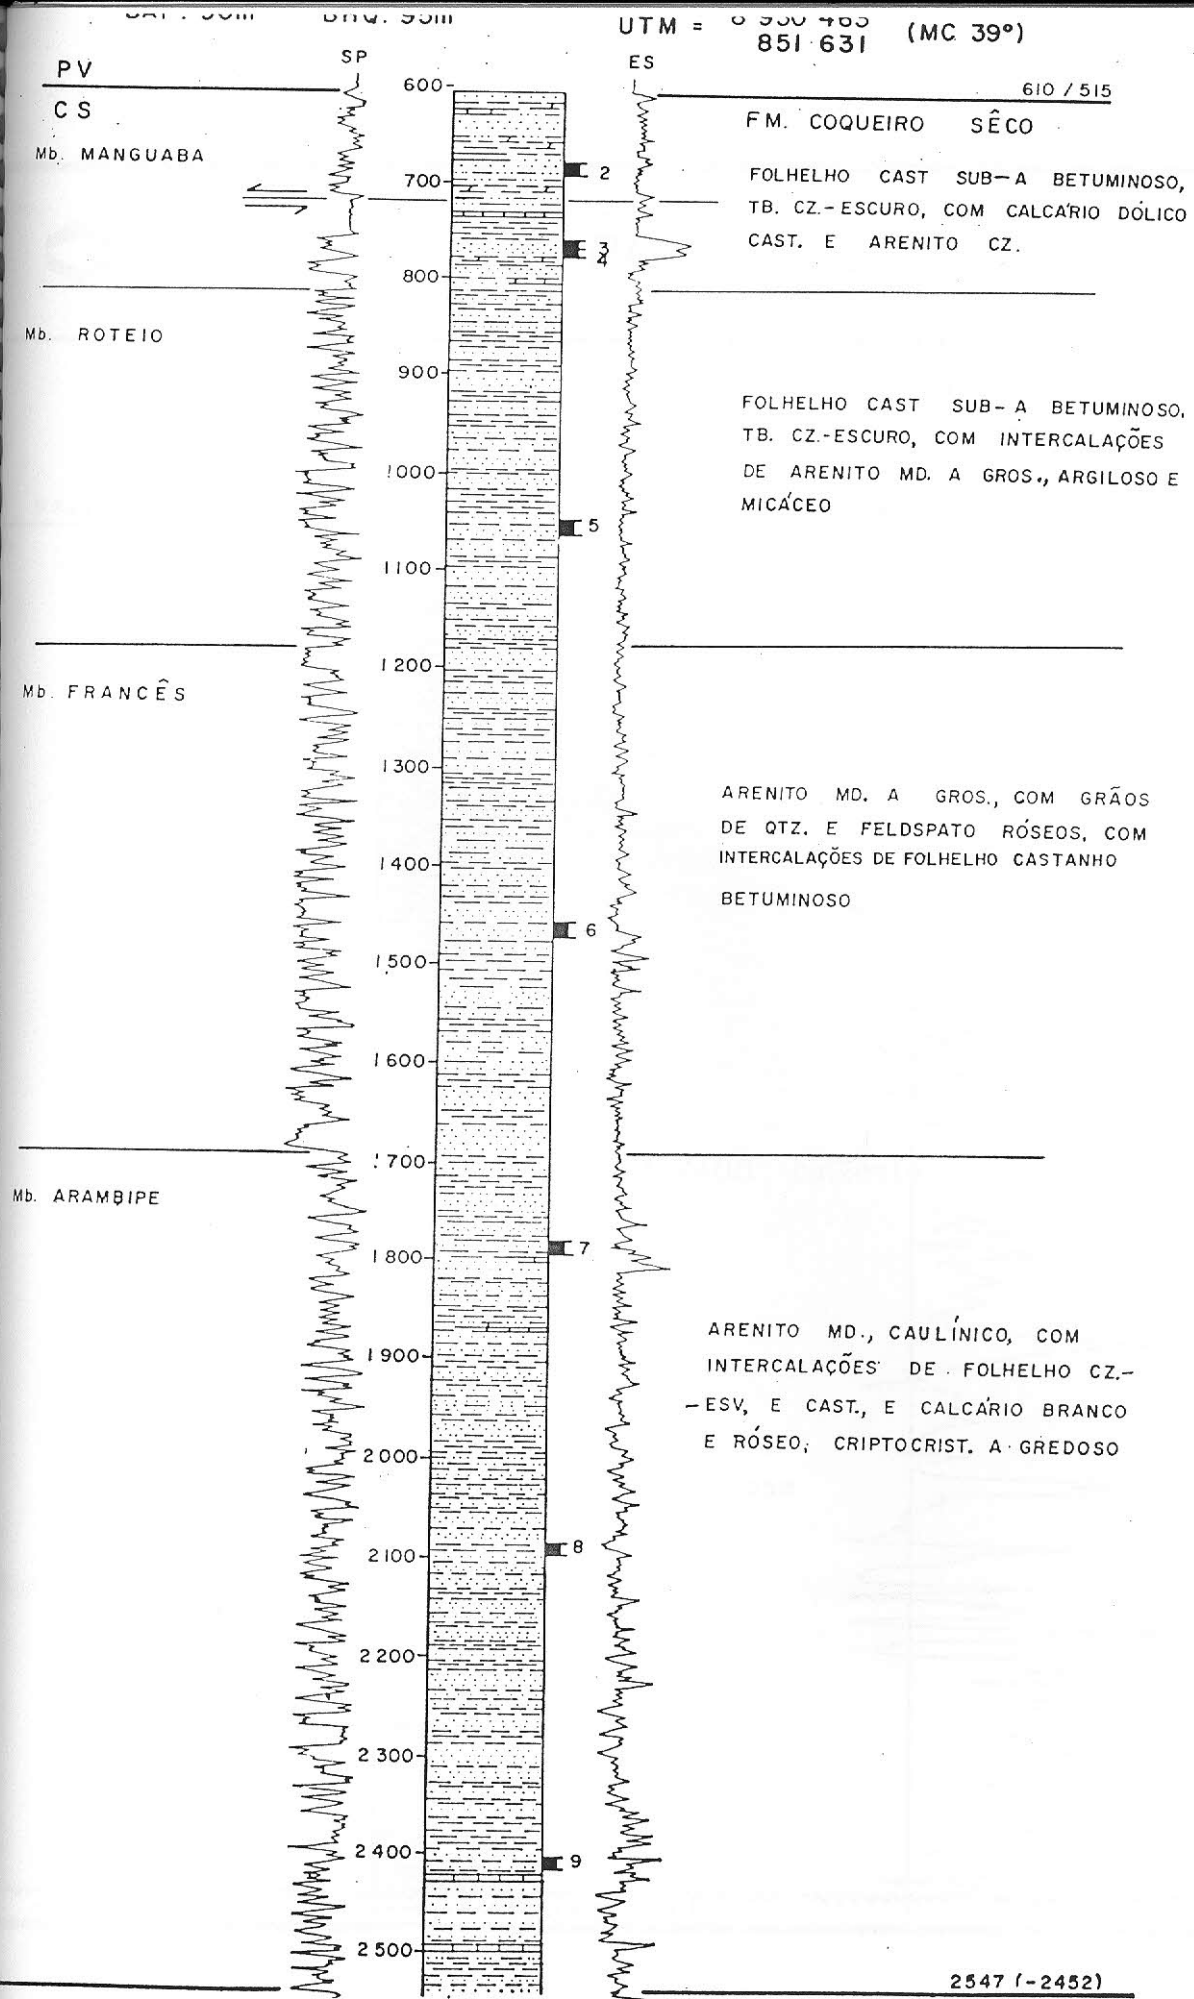 UTM =
851 631 (MC 39°)
SP
ES
PV
CS
Mb. MANGUABA
Mb. ROTEIO
Mb. FRANCÊS
Mb. ARAMBIPE
600
700
800
900
1000
1100
1200
1300
1400
1500
1600
1700
1800
1900
2000
2100
2200
2300
2400
2500
2
3
4
5
6
7
8
9
610 / 515
FM. COQUEIRO SÊCO
FOLHELHO CAST SUB-A BETUMINOSO,
TB. CZ.-ESCURO, COM CALCÁRIO DÓLICO
CAST. E ARENITO CZ.
FOLHELHO CAST SUB-A BETUMINOSO,
TB. CZ.-ESCURO, COM INTERCALAÇÕES
DE ARENITO MD. A GROS., ARGILOSO E
MICÁCEO
ARENITO MD. A GROS., COM GRÃOS
DE QTZ. E FELDSPATO RÓSEOS, COM
INTERCALAÇÕES DE FOLHELHO CASTANHO
BETUMINOSO
ARENITO MD., CAULÍNICO, COM
INTERCALAÇÕES DE FOLHELHO CZ.-
-ESV, E CAST., E CALCÁRIO BRANCO
E RÓSEO, CRIPTOCRIST. A GREDOSO
2547 (-2452)